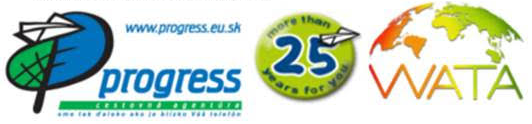 www.progress.eu.sk
progress
cestovná agentúra
sme tak ďaleko ako je blízko Váš telefón
more than
25
years for you
WATA